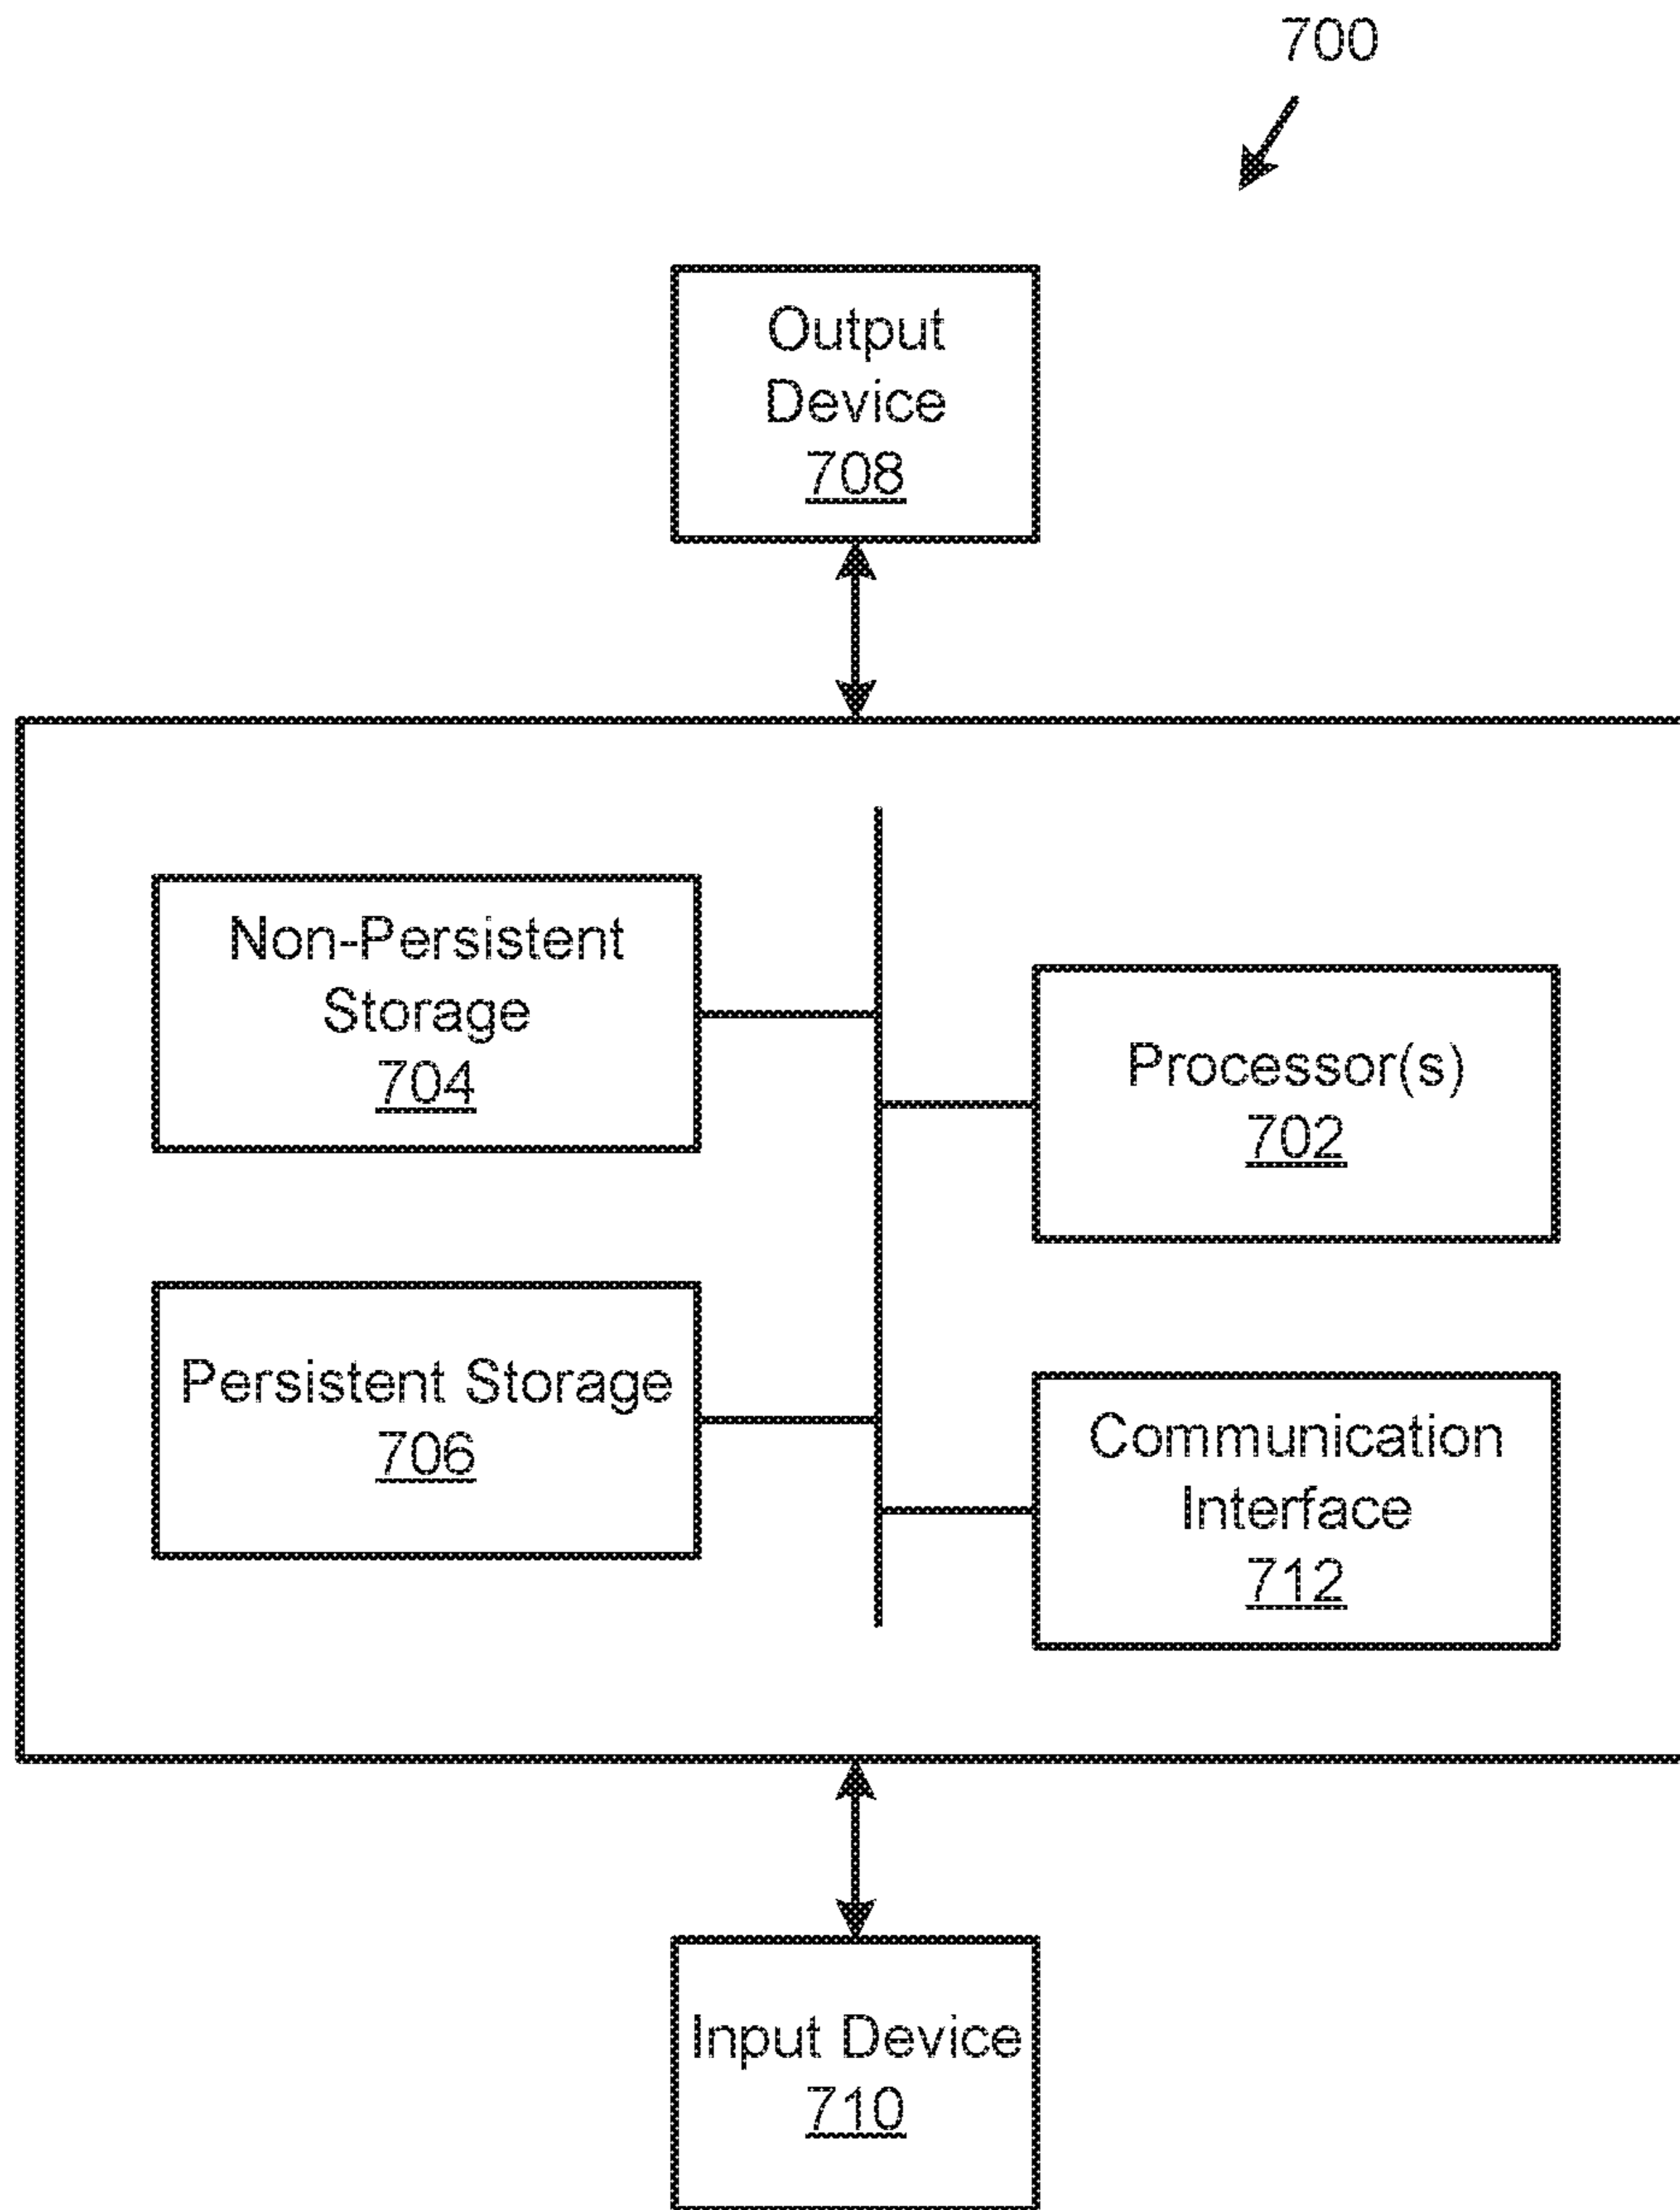 700
Output
Device
708
Non-Persistent
Storage
704
Processor(s)
702
Persistent Storage
706
Communication
Interface
712
Input Device
710